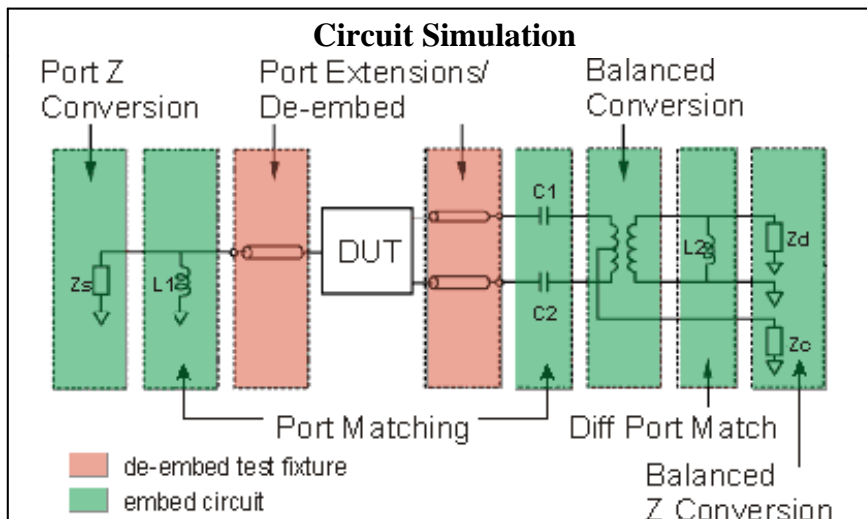 Circuit Simulation
Port Z
Conversion
Port Extensions/
De-embed
Balanced
Conversion
C1
DUT
Zs
L1
L2
Zd
C2
Zc
Port Matching
Diff Port Match
de-embed test fixture
embed circuit
Balanced
Z Conversion